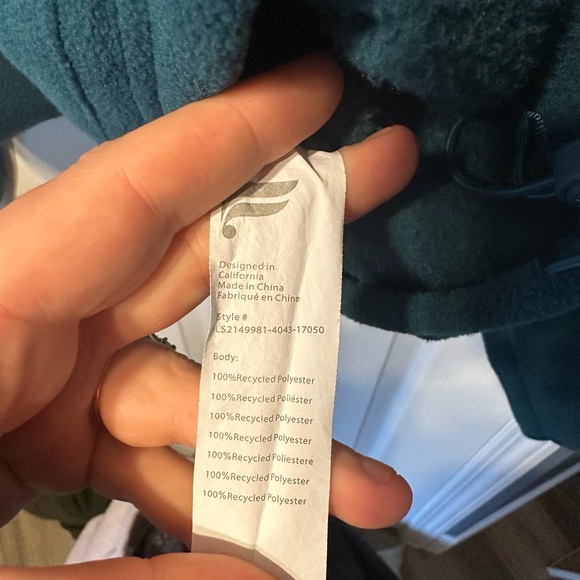 Designed in
California
Made in China
Fabriqué en Chine
Style #
LS2149981-4043-17050
Body:
100%Recycled Polyester
100%Recycled Poliéster
100%Recycled Polyester
100%Recycled Polyester
100%Recycled Poliestere
100%Recycled Polyester
100%Recycled Polyester